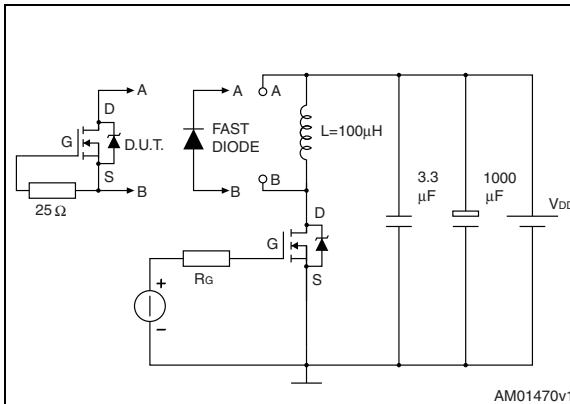 A
D
G
D.U.T.
S
B
25 Ω
A
FAST
DIODE
B
A
L=100µH
B
D
G
S
RG
+
–
3.3
µF
1000
µF
VDD
AM01470v1